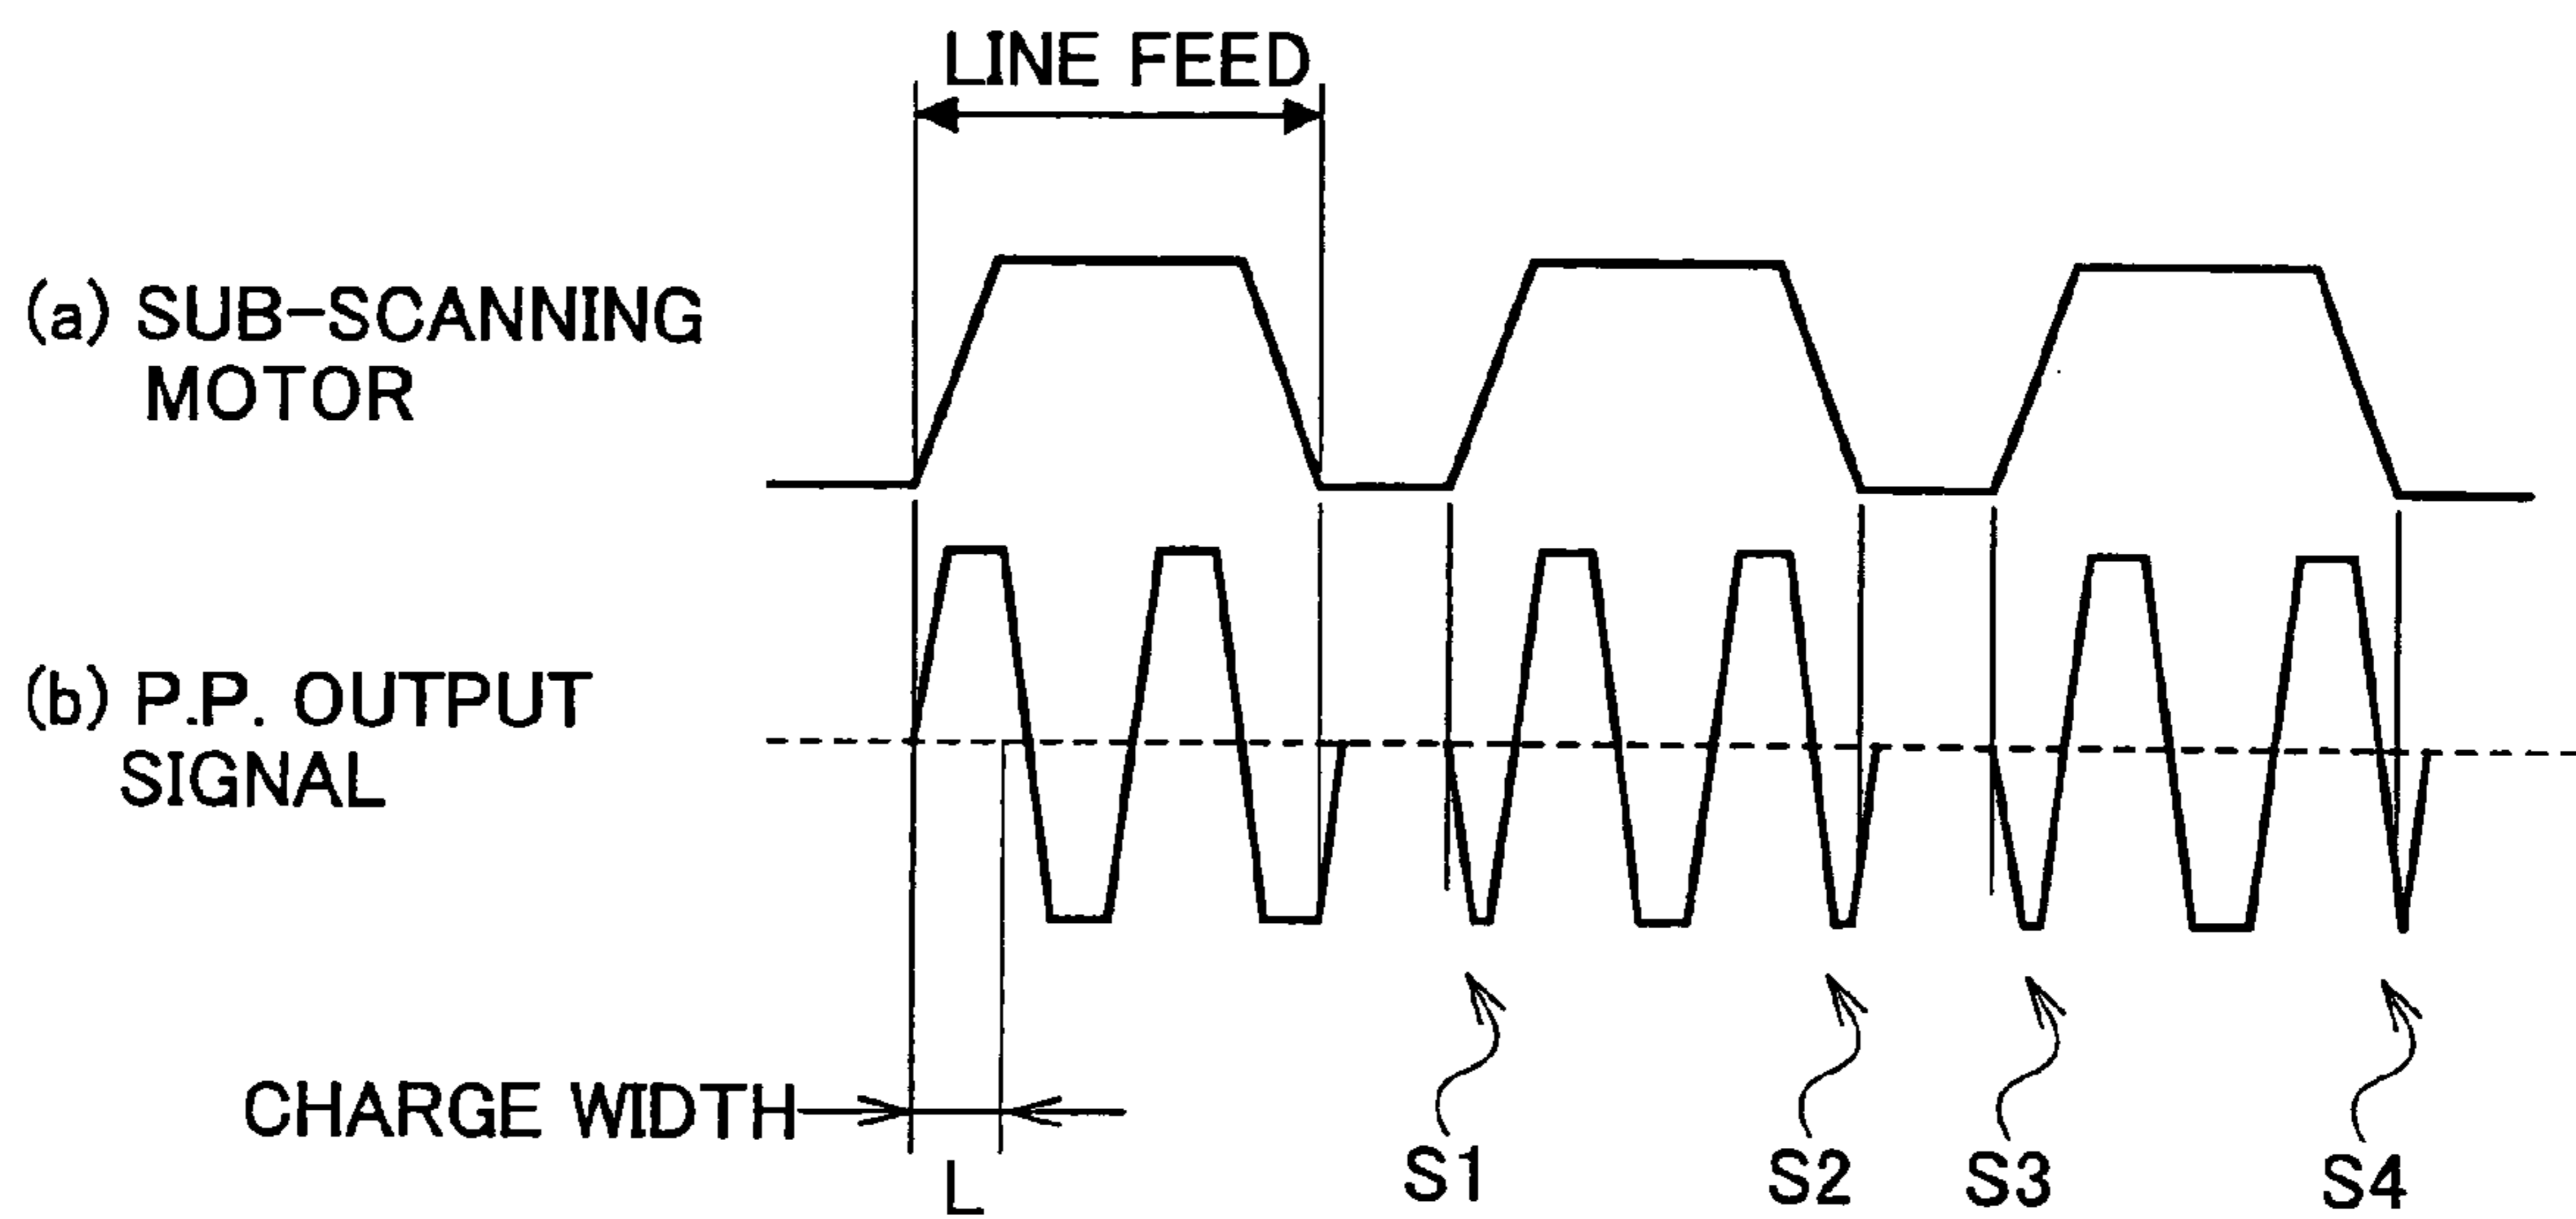 LINE FEED
(a) SUB-SCANNING
MOTOR
(b) P.P. OUTPUT
SIGNAL
CHARGE WIDTH
L
S1
S2
S3
S4